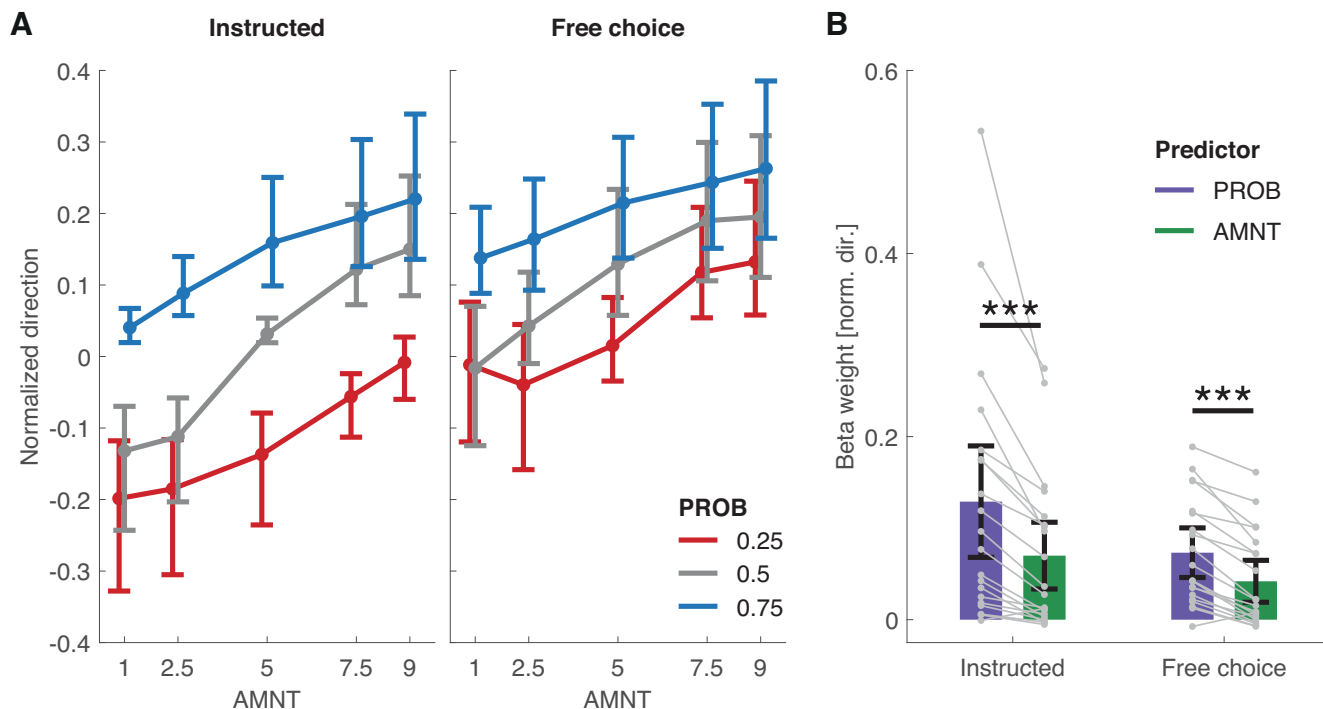 A
B
Instructed
Free choice
Normalized direction
0.4
0.3
0.2
0.1
0
-0.1
-0.2
-0.3
-0.4
1 2.5 5 7.5 9
AMNT
1 2.5 5 7.5 9
AMNT
PROB
0.25
0.5
0.75
Beta weight [norm. dir.]
0.6
0.4
0.2
0
Predictor
PROB
AMNT
***
***
Instructed
Free choice